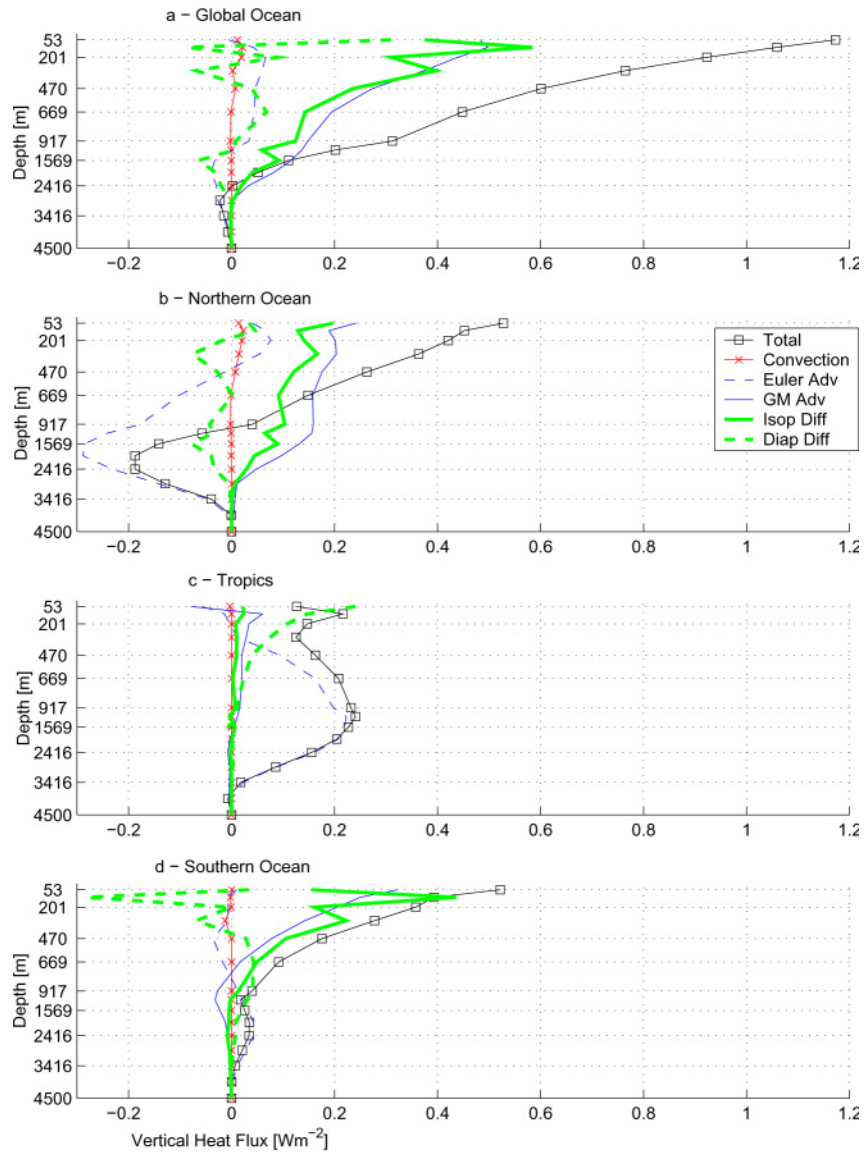 a − Global Ocean
53
201
470
669
917
1569
2416
3416
4500
Depth [m]
−0.2 0 0.2 0.4 0.6 0.8 1 1.2
b − Northern Ocean
53
201
470
669
917
1569
2416
3416
4500
Depth [m]
Total
Convection
Euler Adv
GM Adv
Isop Diff
Diap Diff
−0.2 0 0.2 0.4 0.6 0.8 1 1.2
c − Tropics
53
201
470
669
917
1569
2416
3416
4500
Depth [m]
−0.2 0 0.2 0.4 0.6 0.8 1 1.2
d − Southern Ocean
53
201
470
669
917
1569
2416
3416
4500
Depth [m]
−0.2 0 0.2 0.4 0.6 0.8 1 1.2
Vertical Heat Flux [Wm⁻²]